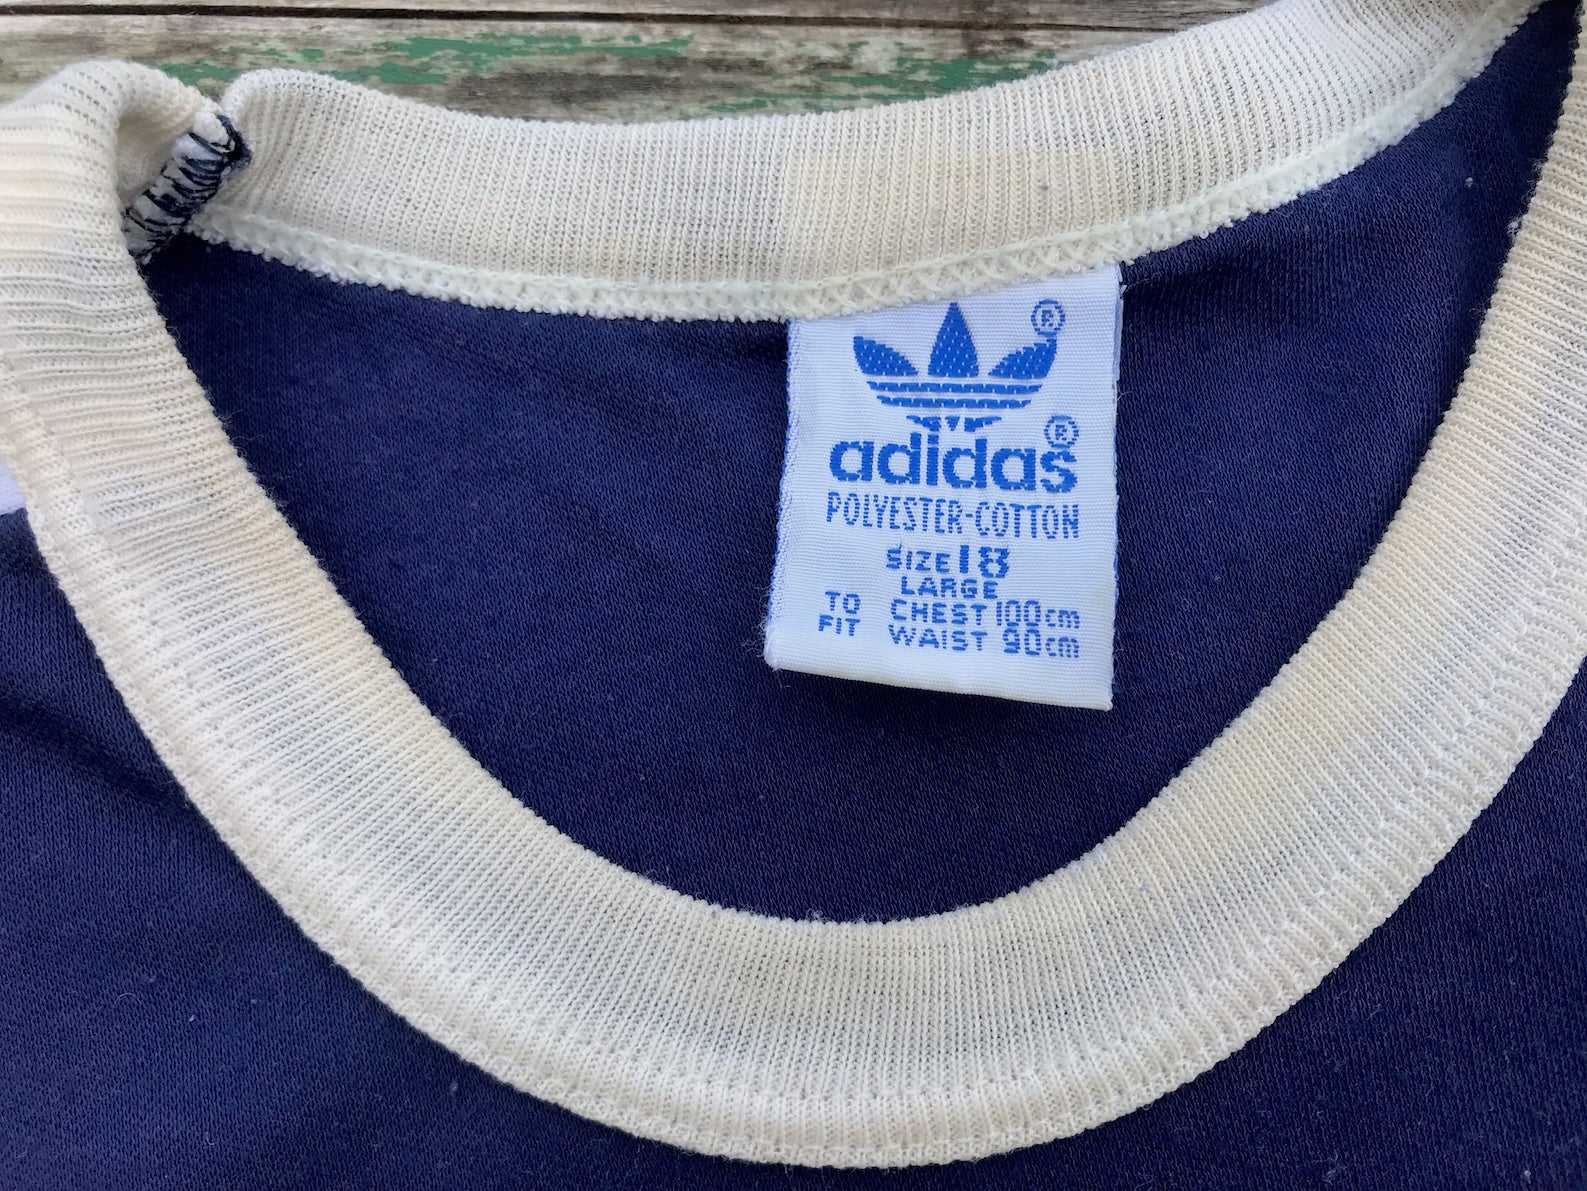 ®
®
adidas
POLYESTER-COTTON
SIZE 18
LARGE
TO FIT CHEST 100cm
WAIST 90cm